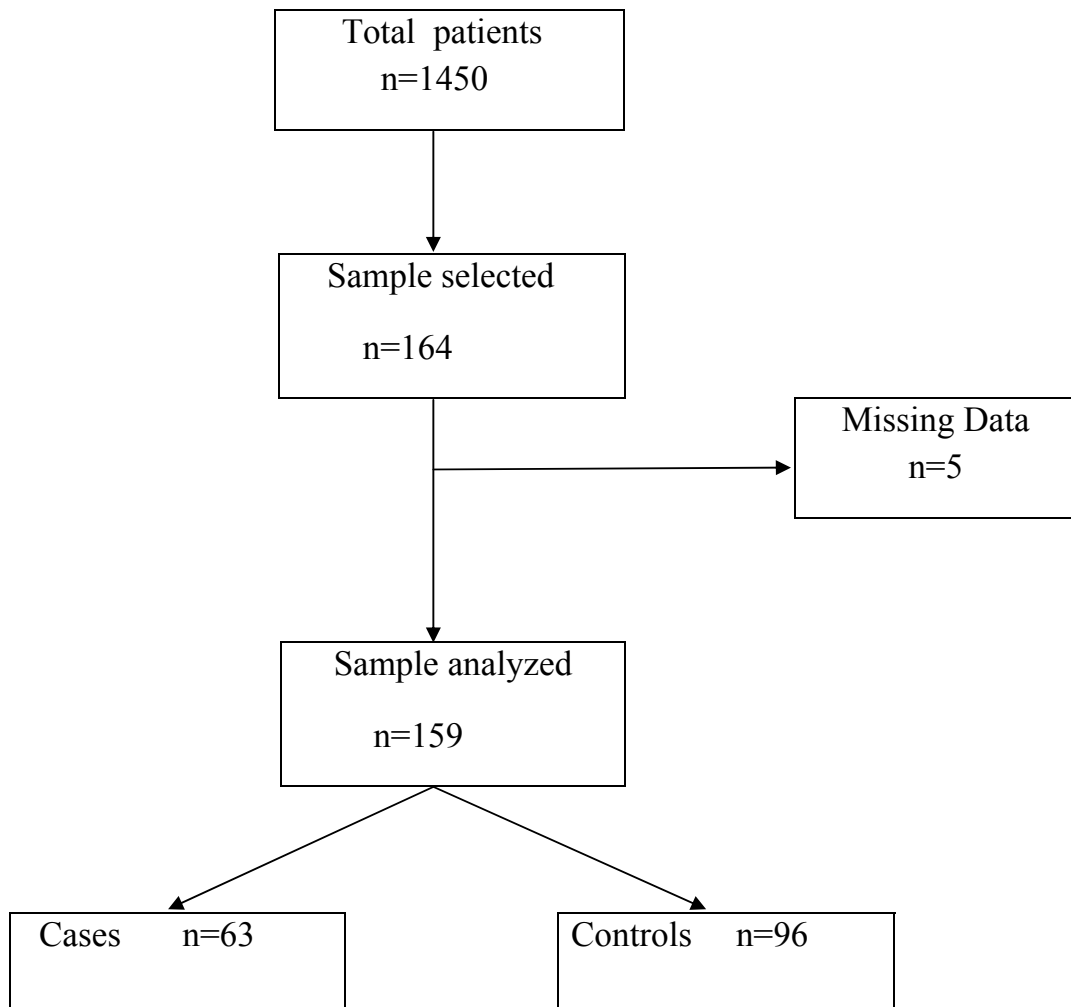 Total patients
n=1450
Sample selected
n=164
Missing Data
n=5
Sample analyzed
n=159
Cases n=63
Controls n=96